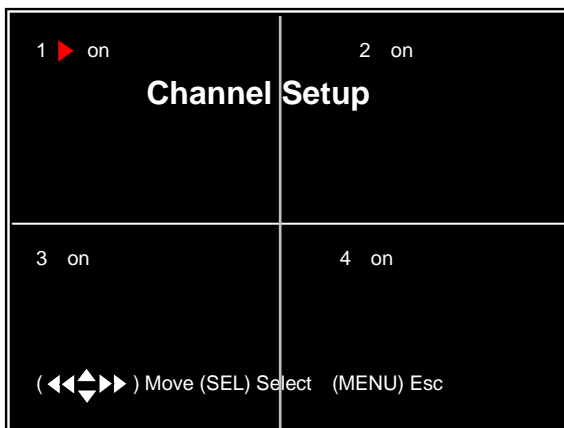 1 ▶ on 2 on
Channel Setup
3 on 4 on
( ◀◀▲▼▶▶ ) Move (SEL) Select (MENU) Esc